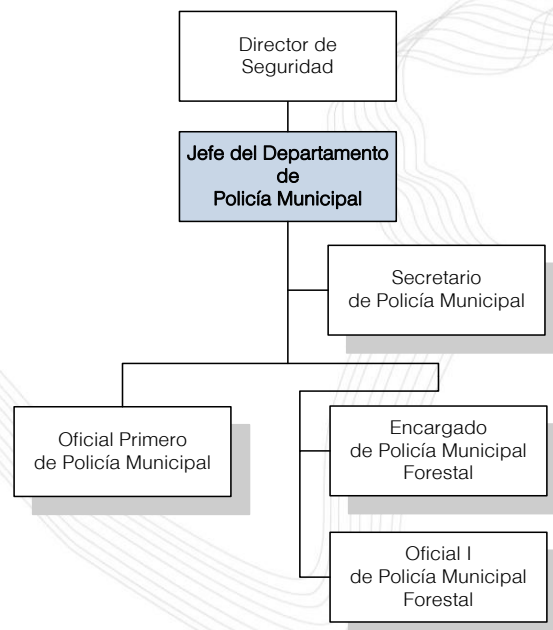 Director de
Seguridad
Jefe del Departamento
de
Policía Municipal
Secretario
de Policía Municipal
Oficial Primero
de Policía Municipal
Encargado
de Policía Municipal
Forestal
Oficial I
de Policía Municipal
Forestal